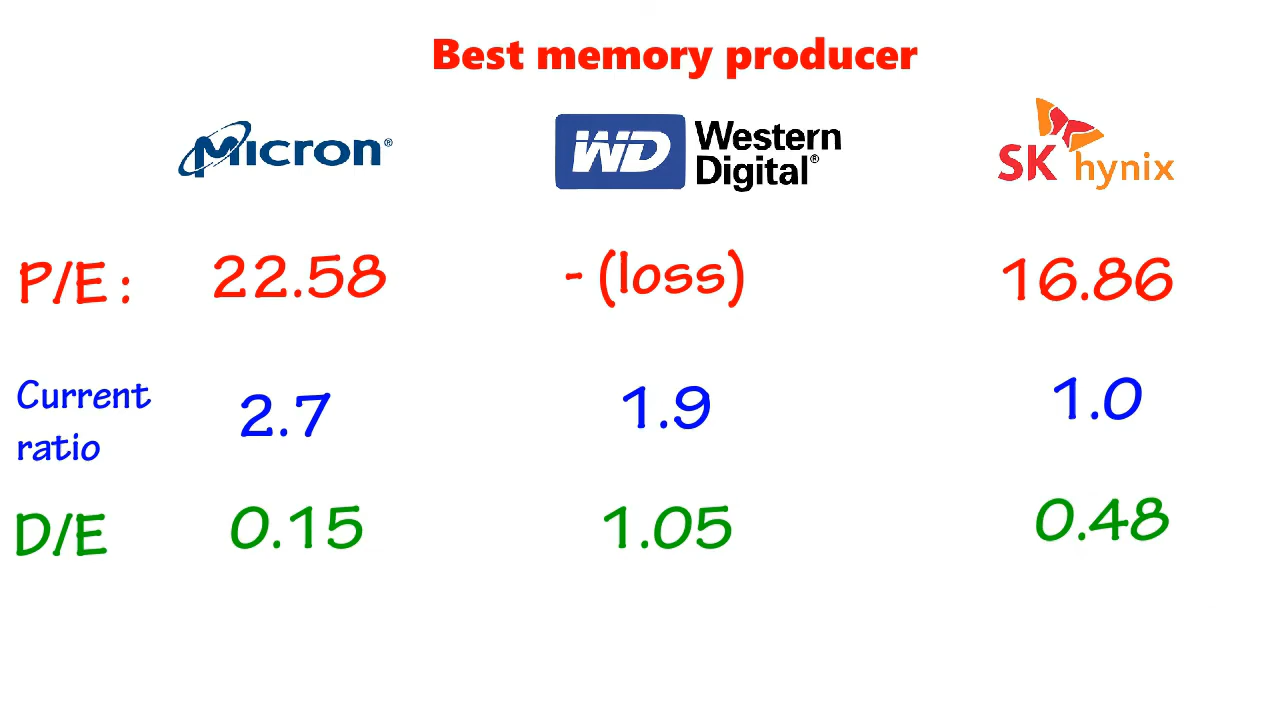 Best memory producer
Micron®
WD Western Digital®
SK hynix
P/E : 22.58 - (loss) 16.86
Current ratio 2.7 1.9 1.0
D/E 0.15 1.05 0.48